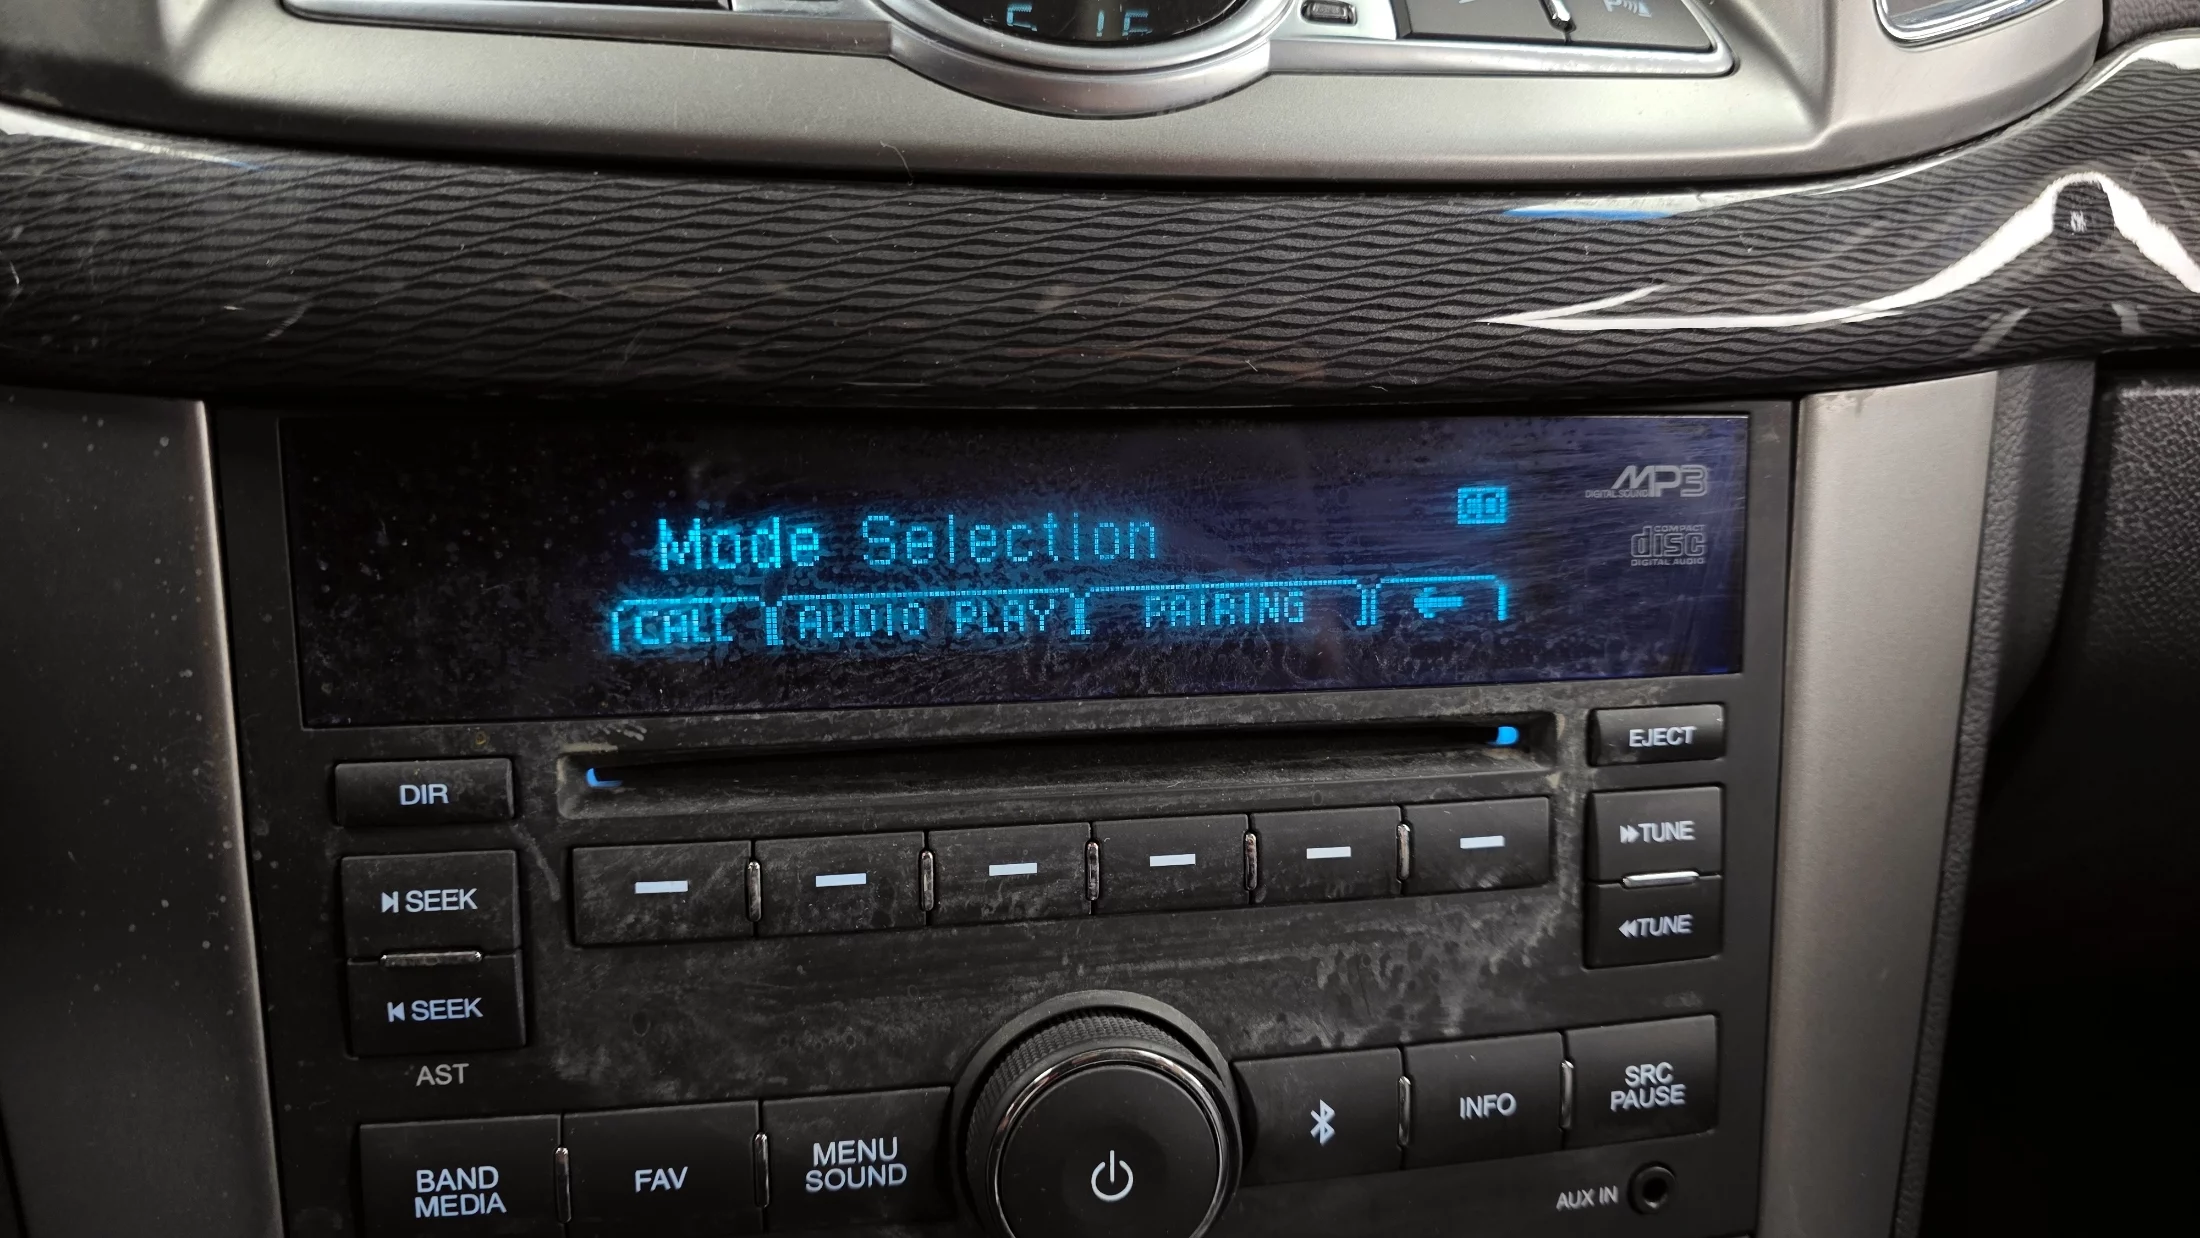 MP3
DIGITAL SOUND
Mode Selection
COMPACT
disc
DIGITAL AUDIO
CALL AUDIO PLAY PAIRING ←
EJECT
DIR
TUNE
SEEK
TUNE
SEEK
AST
SRC
PAUSE
INFO
MENU
SOUND
FAV
BAND
MEDIA
AUX IN